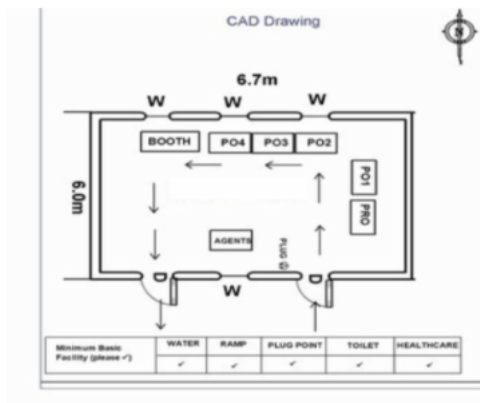 CAD Drawing
N
6.7m
W W W
BOOTH PO4 PO3 PO2
PO1
6.0m
PRO
AGENTS
PLUG
D D
W
Minimum Basic Facility (please ✓) WATER RAMP PLUG POINT TOILET HEALTHCARE
✓ ✓ ✓ ✓ ✓